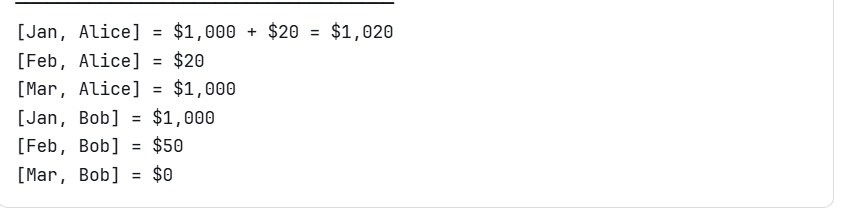 [Jan, Alice] = $1,000 + $20 = $1,020
[Feb, Alice] = $20
[Mar, Alice] = $1,000
[Jan, Bob] = $1,000
[Feb, Bob] = $50
[Mar, Bob] = $0